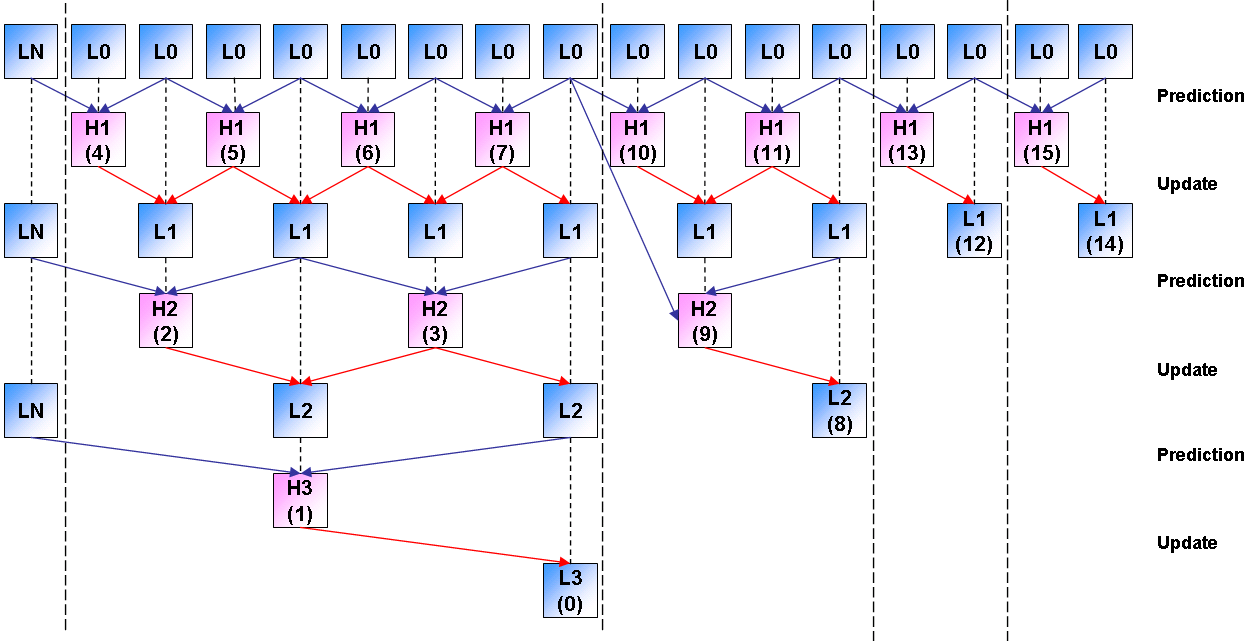 LN L0 L0 L0 L0 L0 L0 L0 L0 L0 L0 L0 L0 L0 L0 L0 L0
Prediction
H1 H1 H1 H1 H1 H1 H1 H1
(4) (5) (6) (7) (10) (11) (13) (15)
Update
LN L1 L1 L1 L1 L1 L1 L1 L1
(12) (14)
Prediction
H2 H2 H2
(2) (3) (9)
Update
LN L2 L2 L2
(8)
Prediction
H3
(1)
Update
L3
(0)